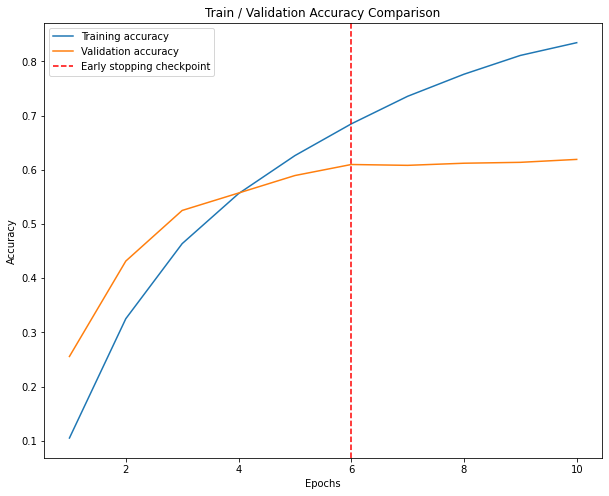 Train / Validation Accuracy Comparison
Training accuracy
Validation accuracy
Early stopping checkpoint
Accuracy
0.8
0.7
0.6
0.5
0.4
0.3
0.2
0.1
2 4 6 8 10
Epochs